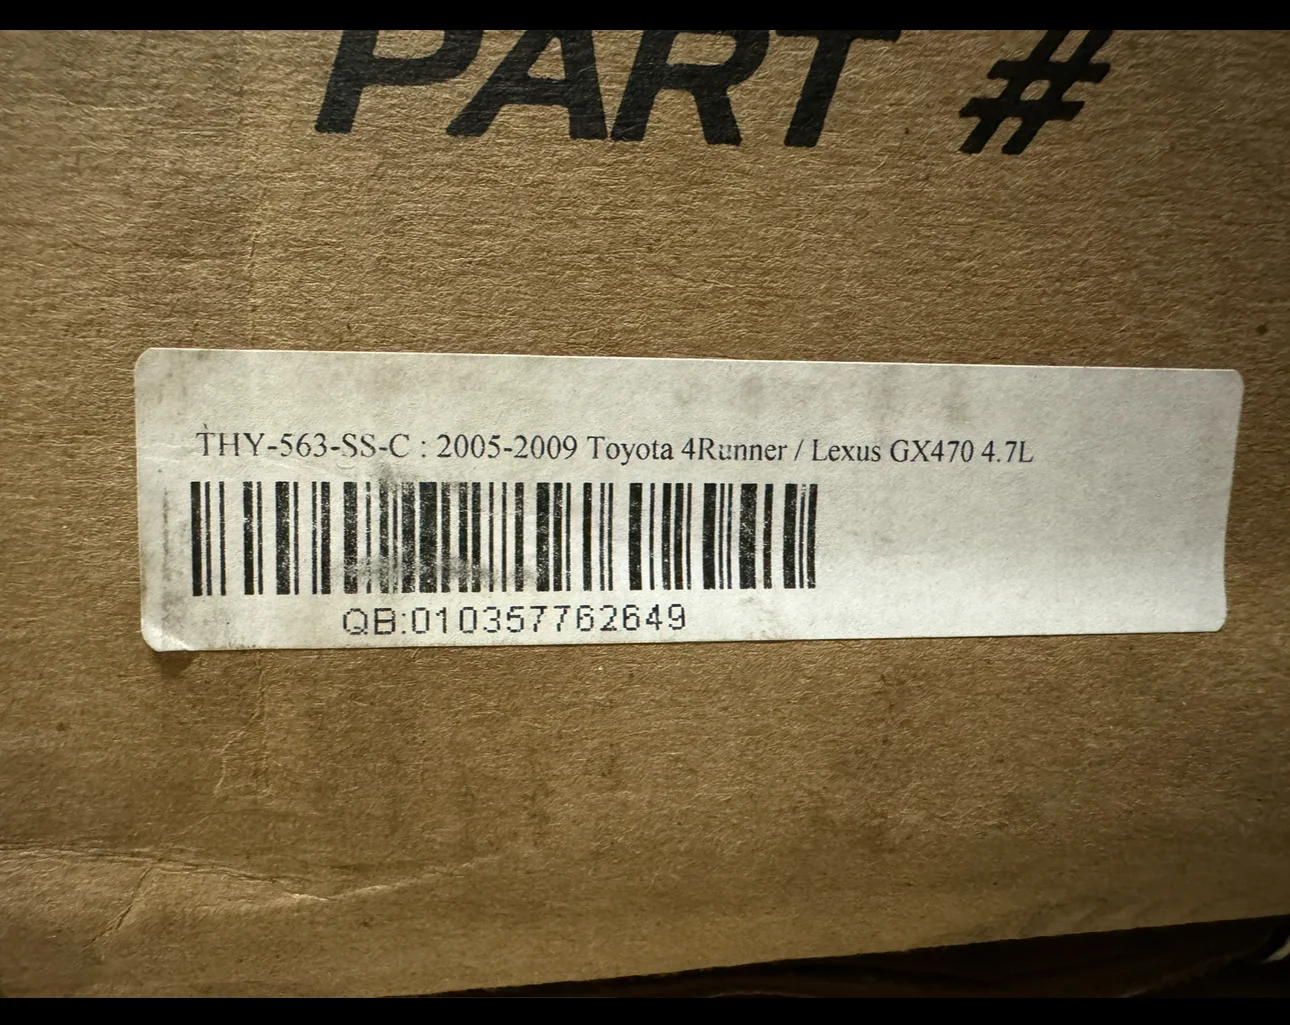 PART #
THY-563-SS-C : 2005-2009 Toyota 4Runner / Lexus GX470 4.7L
QB:010357762649